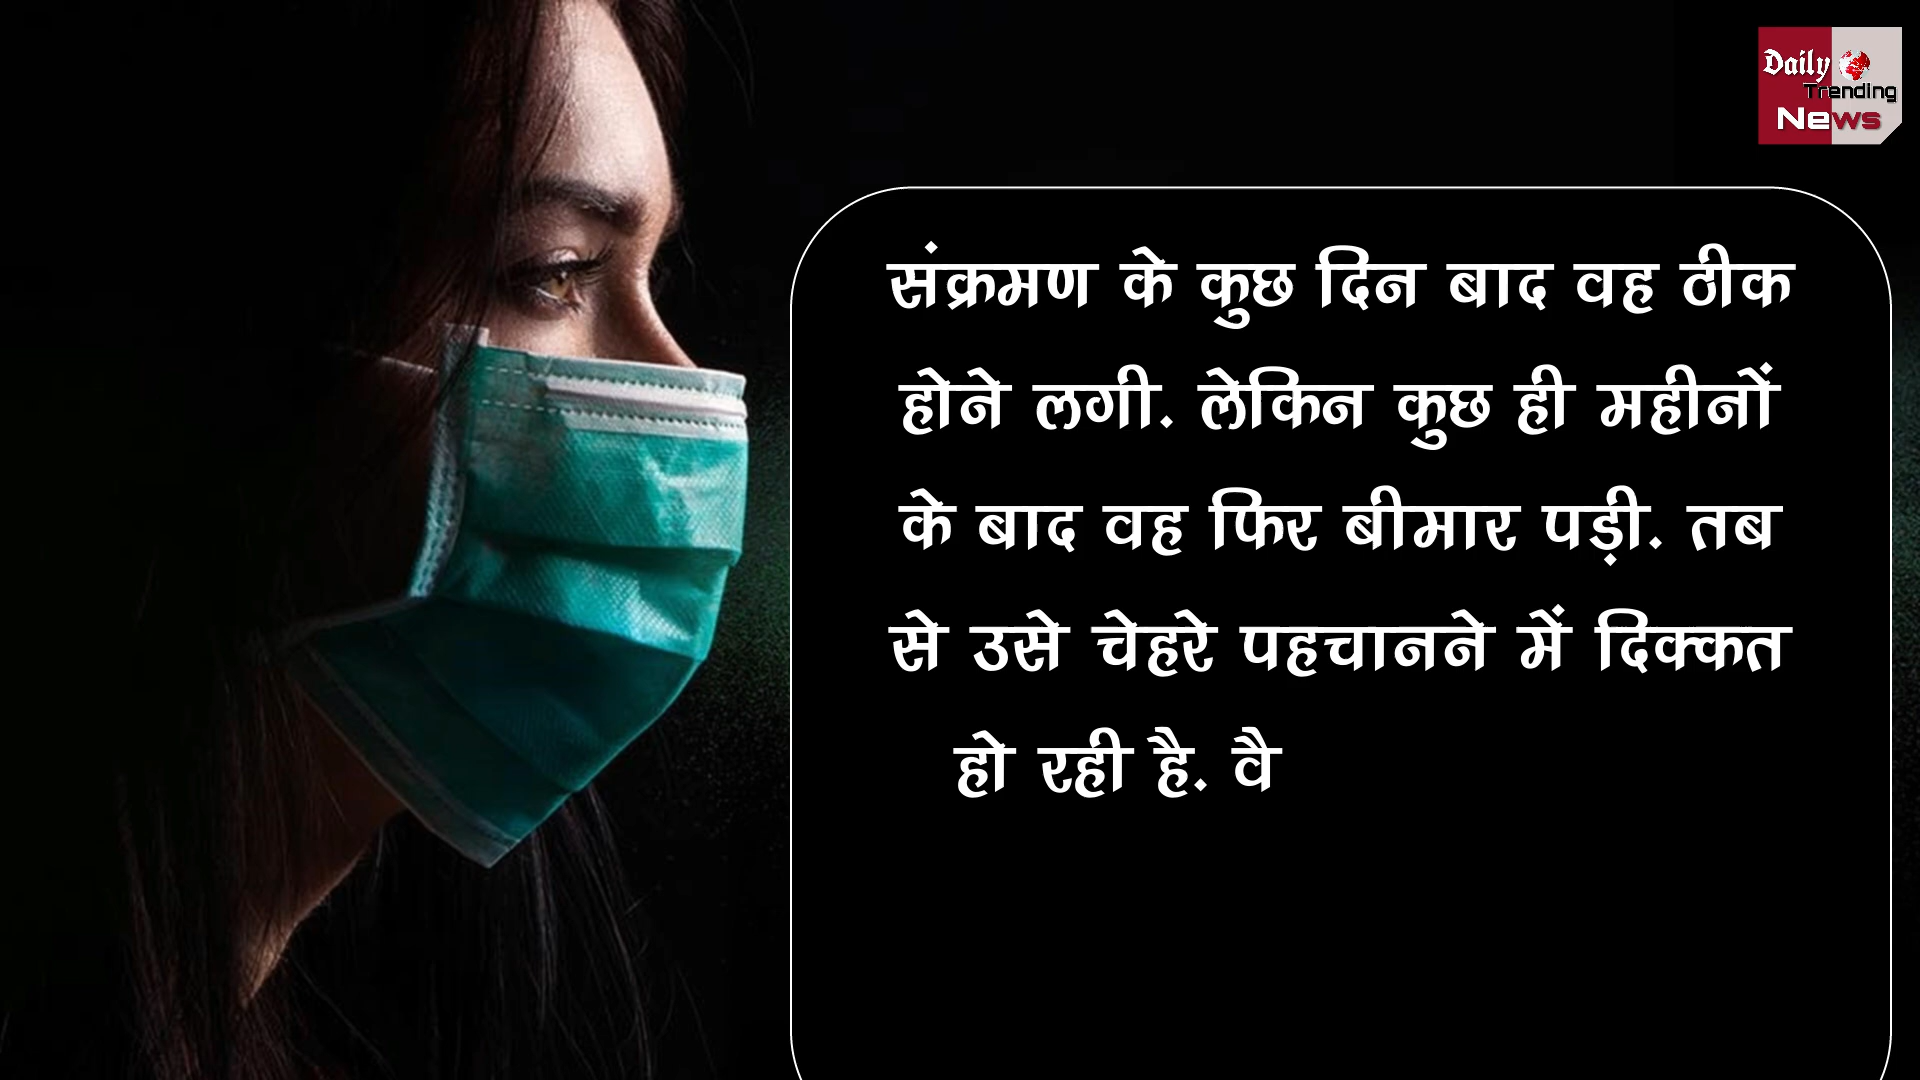 Daily
Trending
News
संक्रमण के कुछ दिन बाद वह ठीक
होने लगी. लेकिन कुछ ही महीनों
के बाद वह फिर बीमार पड़ी. तब
से उसे चेहरे पहचानने में दिक्कत
हो रही है. वै